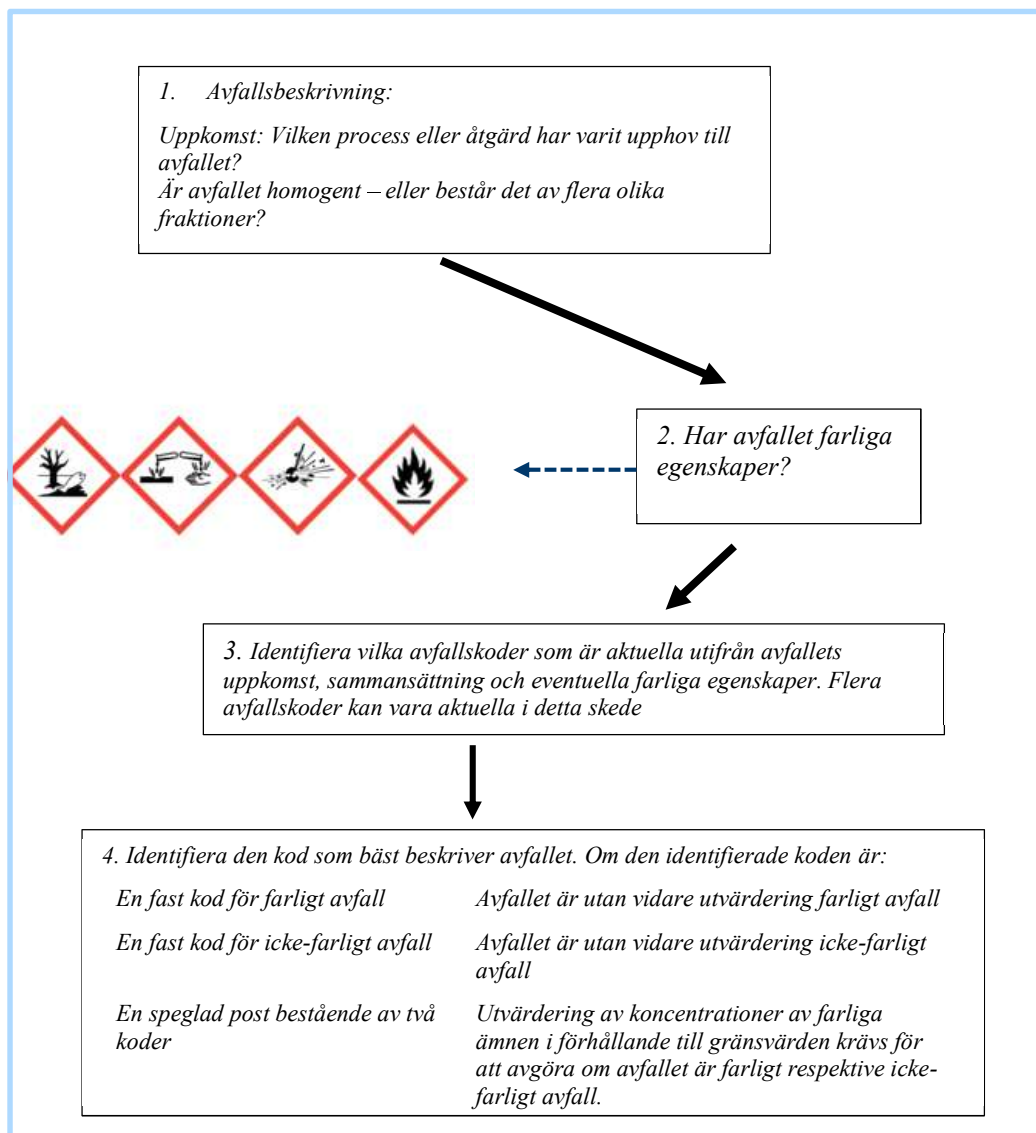 1. Avfallsbeskrivning:
Uppkomst: Vilken process eller åtgärd har varit upphov till
avfallet?
Är avfallet homogent – eller består det av flera olika
fraktioner?
2. Har avfallet farliga
egenskaper?
3. Identifiera vilka avfallskoder som är aktuella utifrån avfallets
uppkomst, sammansättning och eventuella farliga egenskaper. Flera
avfallskoder kan vara aktuella i detta skede
4. Identifiera den kod som bäst beskriver avfallet. Om den identifierade koden är:
En fast kod för farligt avfall
Avfallet är utan vidare utvärdering farligt avfall
En fast kod för icke-farligt avfall
Avfallet är utan vidare utvärdering icke-farligt
avfall
En speglad post bestående av två
koder
Utvärdering av koncentrationer av farliga
ämnen i förhållande till gränsvärden krävs för
att avgöra om avfallet är farligt respektive icke-
farligt avfall.